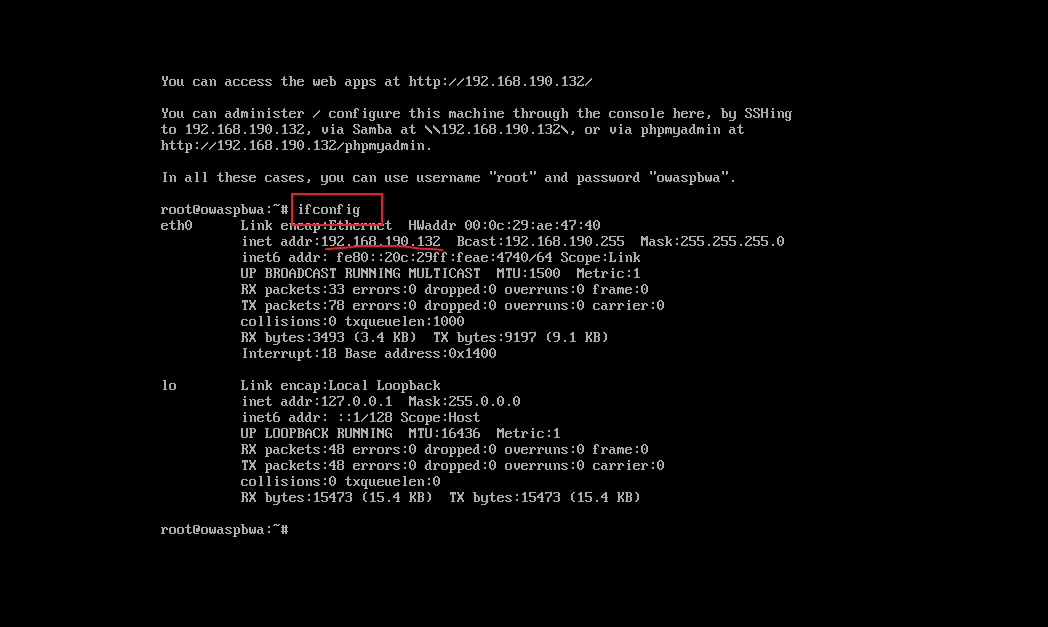 You can access the web apps at http://192.168.190.132/
You can administer / configure this machine through the console here, by SSHing
to 192.168.190.132, via Samba at \\192.168.190.132\, or via phpmyadmin at
http://192.168.190.132/phpmyadmin.
In all these cases, you can use username "root" and password "owaspbwa".
root@owaspbwa:~# ifconfig
eth0 Link encap:Ethernet HWaddr 00:0c:29:ae:47:40
inet addr:192.168.190.132 Bcast:192.168.190.255 Mask:255.255.255.0
inet6 addr: fe80::20c:29ff:feae:4740/64 Scope:Link
UP BROADCAST RUNNING MULTICAST MTU:1500 Metric:1
RX packets:33 errors:0 dropped:0 overruns:0 frame:0
TX packets:78 errors:0 dropped:0 overruns:0 carrier:0
collisions:0 txqueuelen:1000
RX bytes:3493 (3.4 KB) TX bytes:9197 (9.1 KB)
Interrupt:18 Base address:0x1400
lo Link encap:Local Loopback
inet addr:127.0.0.1 Mask:255.0.0.0
inet6 addr: ::1/128 Scope:Host
UP LOOPBACK RUNNING MTU:16436 Metric:1
RX packets:48 errors:0 dropped:0 overruns:0 frame:0
TX packets:48 errors:0 dropped:0 overruns:0 carrier:0
collisions:0 txqueuelen:0
RX bytes:15473 (15.4 KB) TX bytes:15473 (15.4 KB)
root@owaspbwa:~#